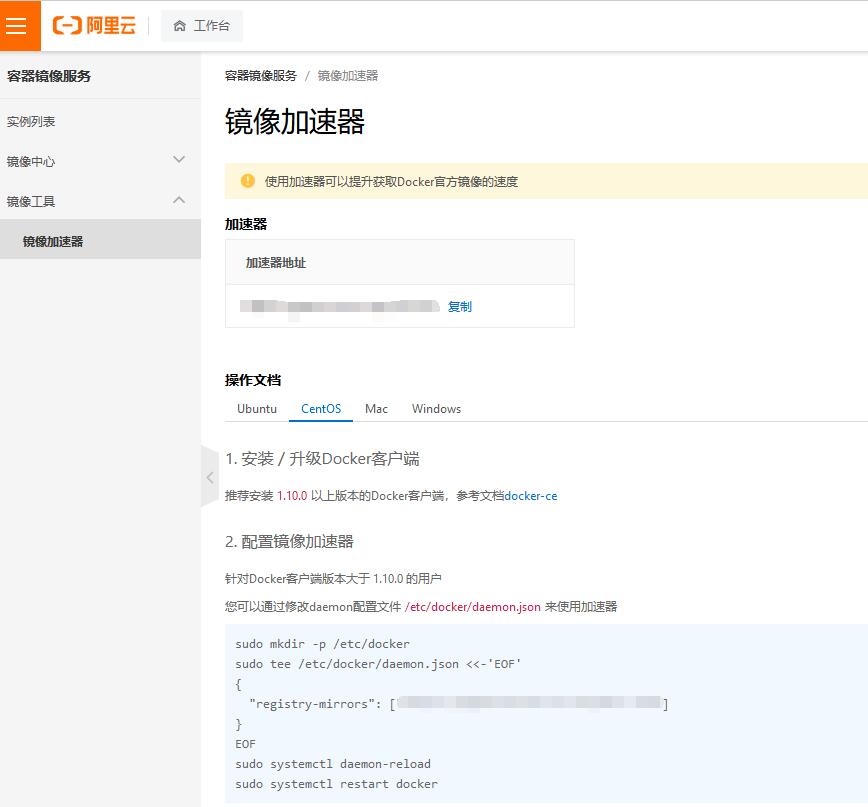 阿里云
工作台
容器镜像服务
实例列表
镜像中心
镜像工具
镜像加速器
容器镜像服务 / 镜像加速器
镜像加速器
使用加速器可以提升获取Docker官方镜像的速度
加速器
加速器地址
复制
操作文档
Ubuntu CentOS Mac Windows
1. 安装 / 升级Docker客户端
推荐安装 1.10.0 以上版本的Docker客户端，参考文档docker-ce
2. 配置镜像加速器
针对Docker客户端版本大于 1.10.0 的用户
您可以通过修改daemon配置文件 /etc/docker/daemon.json 来使用加速器
sudo mkdir -p /etc/docker
sudo tee /etc/docker/daemon.json <<-'EOF'
{
"registry-mirrors": [ ]
}
EOF
sudo systemctl daemon-reload
sudo systemctl restart docker